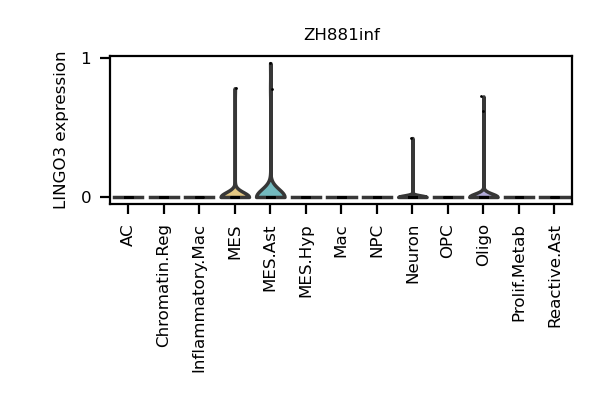 ZH881inf
LINGO3 expression
1
0
AC
Chromatin.Reg
Inflammatory.Mac
MES
MES.Ast
MES.Hyp
Mac
NPC
Neuron
OPC
Oligo
Prolif.Metab
Reactive.Ast